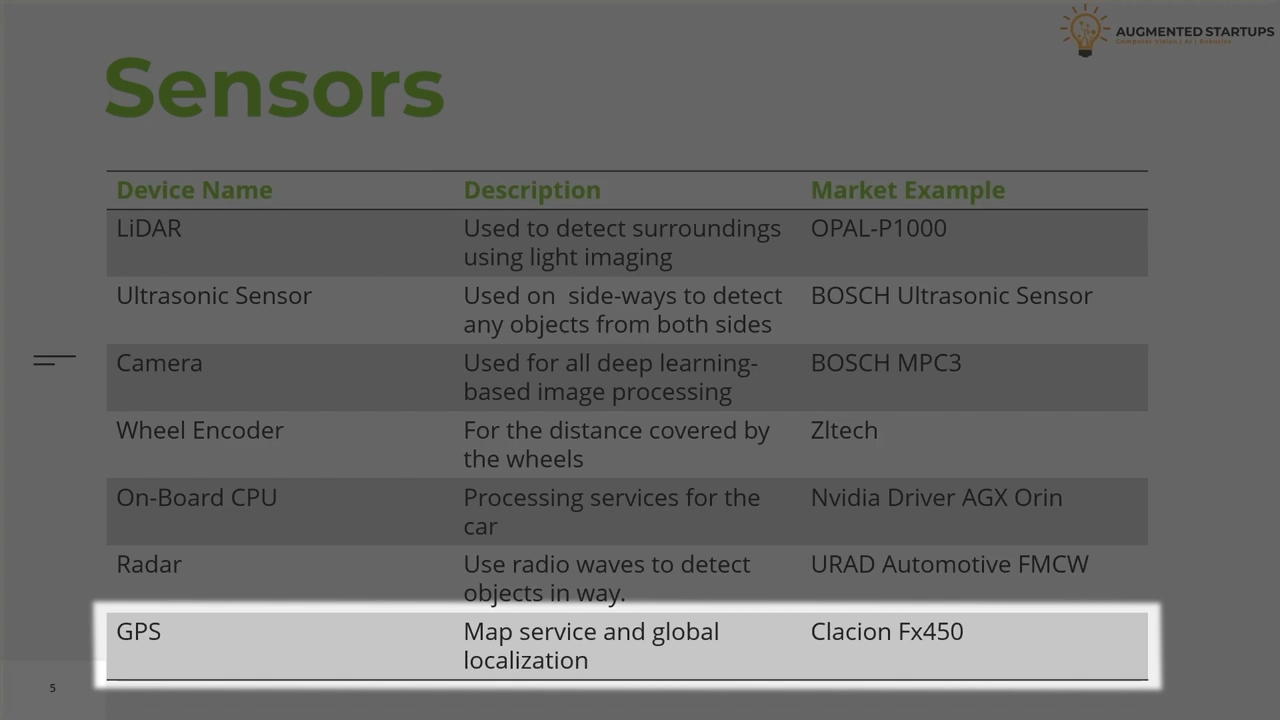 AUGMENTED STARTUPS
Computer Vision | AI | Robotics
Sensors
Device Name Description Market Example
LiDAR Used to detect surroundings OPAL-P1000
using light imaging
Ultrasonic Sensor Used on side-ways to detect BOSCH Ultrasonic Sensor
any objects from both sides
Camera Used for all deep learning- BOSCH MPC3
based image processing
Wheel Encoder For the distance covered by Zltech
the wheels
On-Board CPU Processing services for the Nvidia Driver AGX Orin
car
Radar Use radio waves to detect URAD Automotive FMCW
objects in way.
GPS Map service and global Clacion Fx450
localization
5